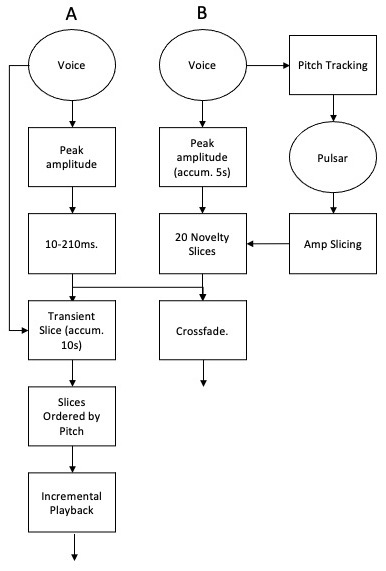 A
B
Voice
Voice
Pitch Tracking
Peak
amplitude
Peak
amplitude
(accum. 5s)
Pulsar
10-210ms.
20 Novelty
Slices
Amp Slicing
Transient
Slice (accum.
10s)
Crossfade.
Slices
Ordered by
Pitch
Incremental
Playback